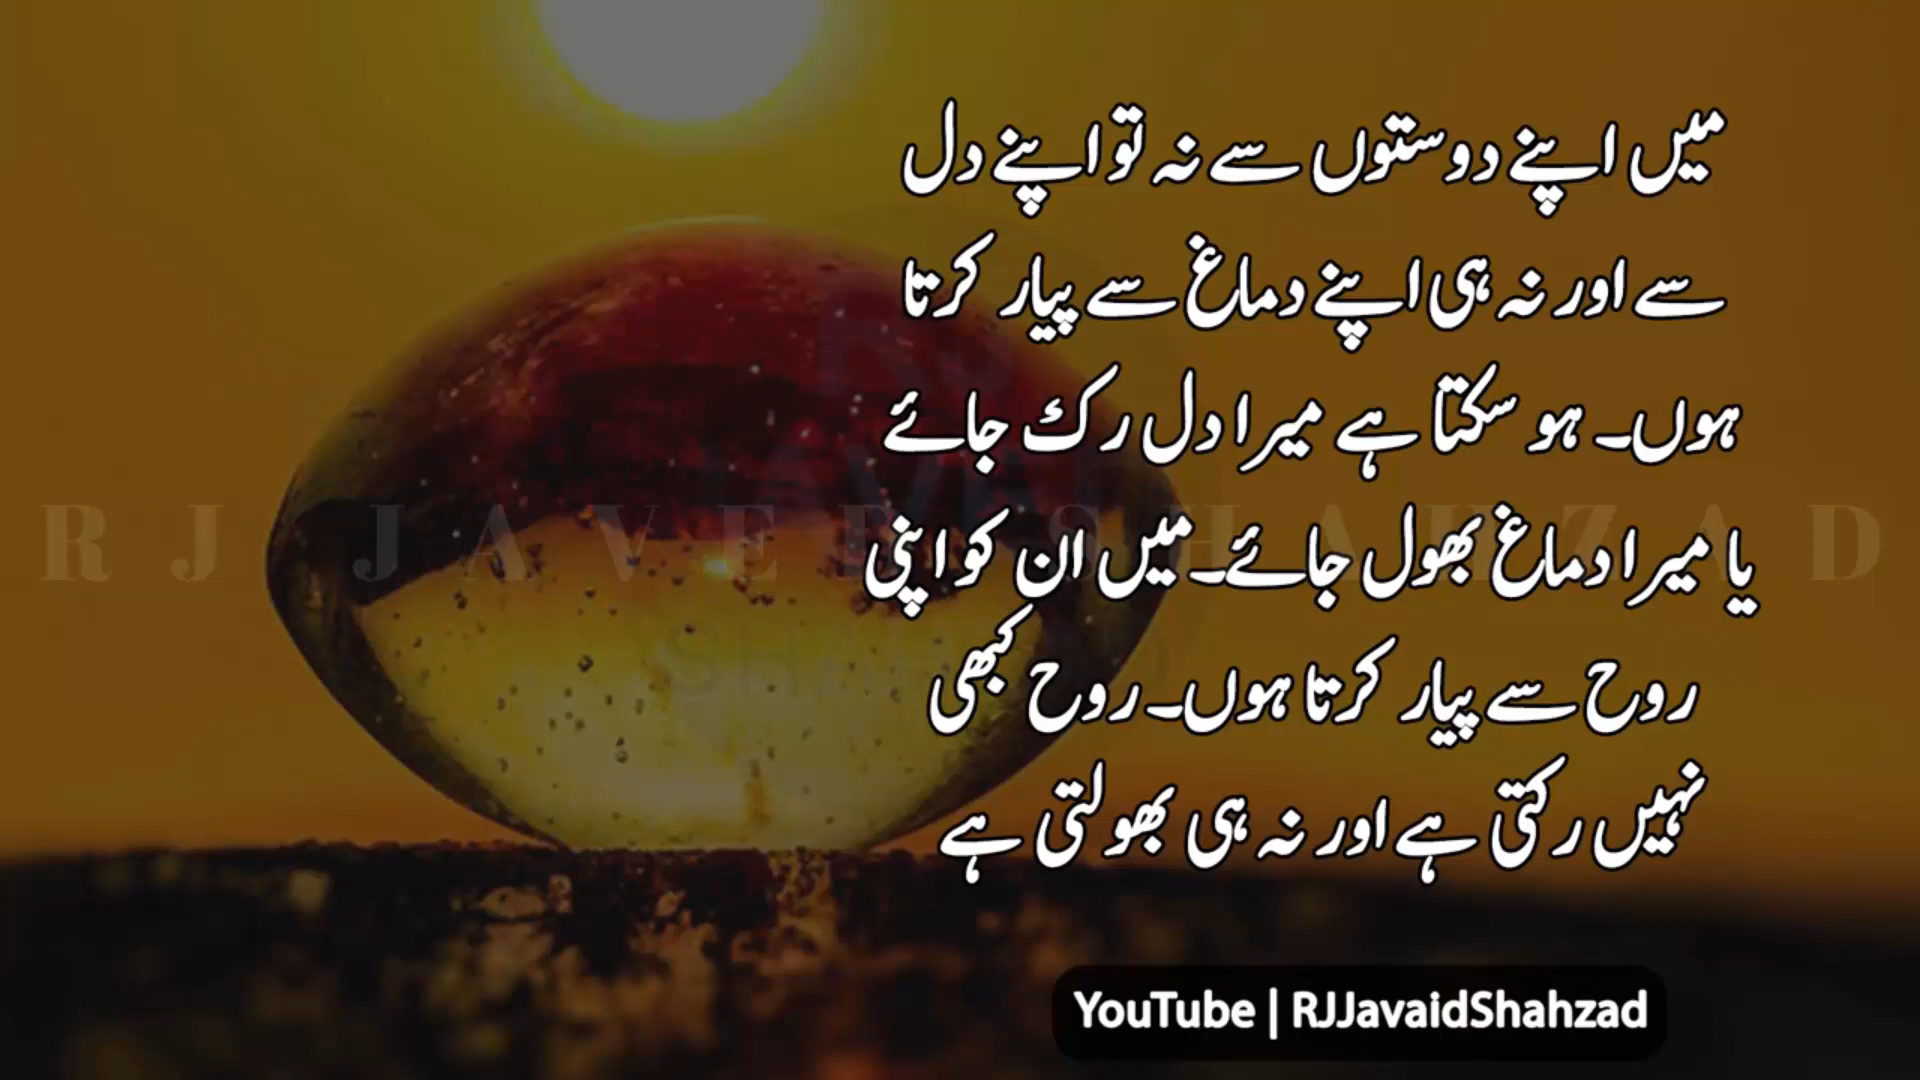 میں اپنے دوستوں سے نہ تو اپنے دل
سے اور نہ ہی اپنے دماغ سے پیار کرتا
ہوں۔ ہو سکتا ہے میرا دل رک جائے
یا میرا دماغ بھول جائے۔ میں ان کو اپنی
روح سے پیار کرتا ہوں۔ روح کبھی
نہیں رکتی ہے اور نہ ہی بھولتی ہے
RJ JAVED SHAHZAD
YouTube | RJJavaidShahzad